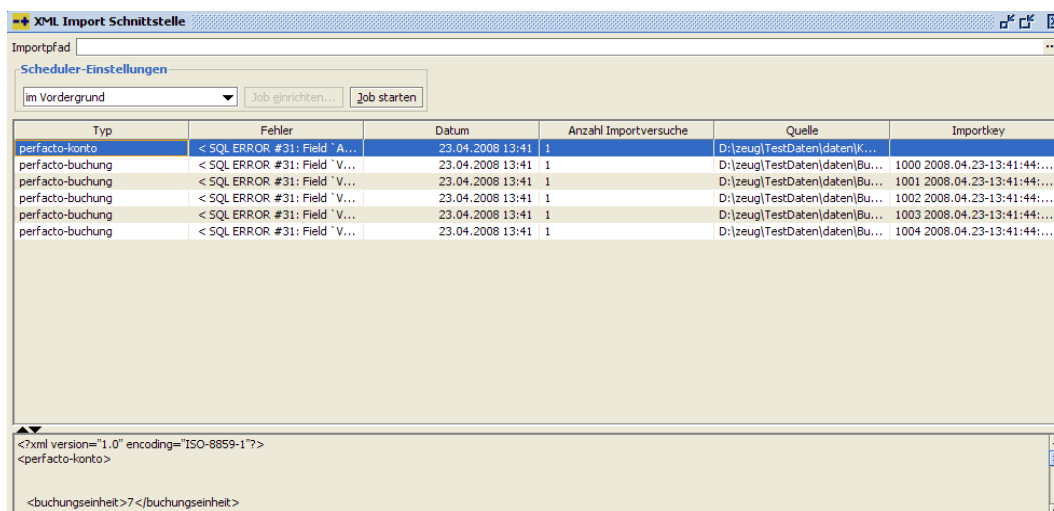 XML Import Schnittstelle
Importpfad
Scheduler-Einstellungen
im Vordergrund Job einrichten... Job starten
Typ Fehler Datum Anzahl Importversuche Quelle Importkey
perfacto-konto < SQL ERROR #31: Field `A... 23.04.2008 13:41 1 D:\zeug\TestDaten\daten\K...
perfacto-buchung < SQL ERROR #31: Field `V... 23.04.2008 13:41 1 D:\zeug\TestDaten\daten\Bu... 1000 2008.04.23-13:41:44:...
perfacto-buchung < SQL ERROR #31: Field `V... 23.04.2008 13:41 1 D:\zeug\TestDaten\daten\Bu... 1001 2008.04.23-13:41:44:...
perfacto-buchung < SQL ERROR #31: Field `V... 23.04.2008 13:41 1 D:\zeug\TestDaten\daten\Bu... 1002 2008.04.23-13:41:44:...
perfacto-buchung < SQL ERROR #31: Field `V... 23.04.2008 13:41 1 D:\zeug\TestDaten\daten\Bu... 1003 2008.04.23-13:41:44:...
perfacto-buchung < SQL ERROR #31: Field `V... 23.04.2008 13:41 1 D:\zeug\TestDaten\daten\Bu... 1004 2008.04.23-13:41:44:...
<?xml version="1.0" encoding="ISO-8859-1"?>
<perfacto-konto>
<buchungseinheit>7</buchungseinheit>